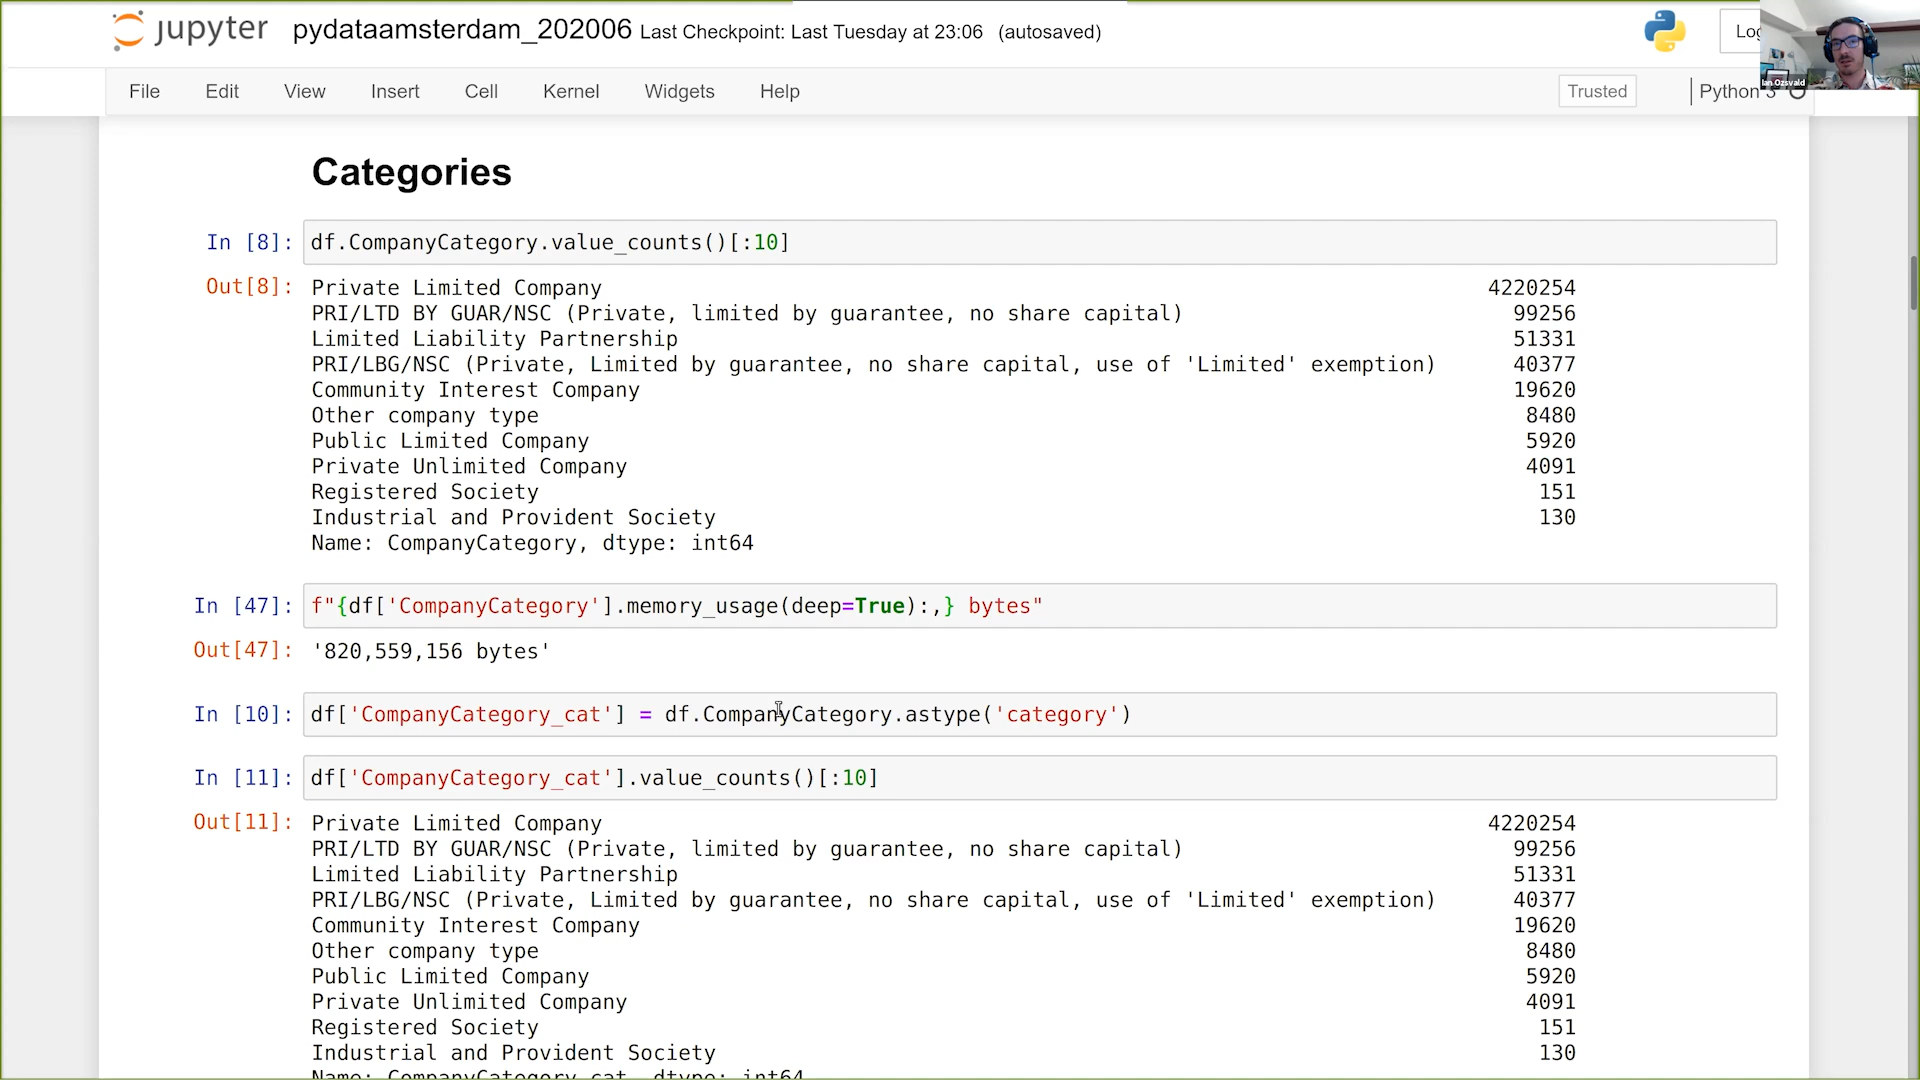 jupyter pydataamsterdam_202006 Last Checkpoint: Last Tuesday at 23:06 (autosaved)
Ian Ozsvald
File Edit View Insert Cell Kernel Widgets Help Trusted Python 3
Categories
In [8]: df.CompanyCategory.value_counts()[:10]
Out[8]: Private Limited Company 4220254
PRI/LTD BY GUAR/NSC (Private, limited by guarantee, no share capital) 99256
Limited Liability Partnership 51331
PRI/LBG/NSC (Private, Limited by guarantee, no share capital, use of 'Limited' exemption) 40377
Community Interest Company 19620
Other company type 8480
Public Limited Company 5920
Private Unlimited Company 4091
Registered Society 151
Industrial and Provident Society 130
Name: CompanyCategory, dtype: int64
In [47]: f"{df['CompanyCategory'].memory_usage(deep=True):,} bytes"
Out[47]: '820,559,156 bytes'
In [10]: df['CompanyCategory_cat'] = df.CompanyCategory.astype('category')
In [11]: df['CompanyCategory_cat'].value_counts()[:10]
Out[11]: Private Limited Company 4220254
PRI/LTD BY GUAR/NSC (Private, limited by guarantee, no share capital) 99256
Limited Liability Partnership 51331
PRI/LBG/NSC (Private, Limited by guarantee, no share capital, use of 'Limited' exemption) 40377
Community Interest Company 19620
Other company type 8480
Public Limited Company 5920
Private Unlimited Company 4091
Registered Society 151
Industrial and Provident Society 130
Name: CompanyCategory_cat, dtype: int64